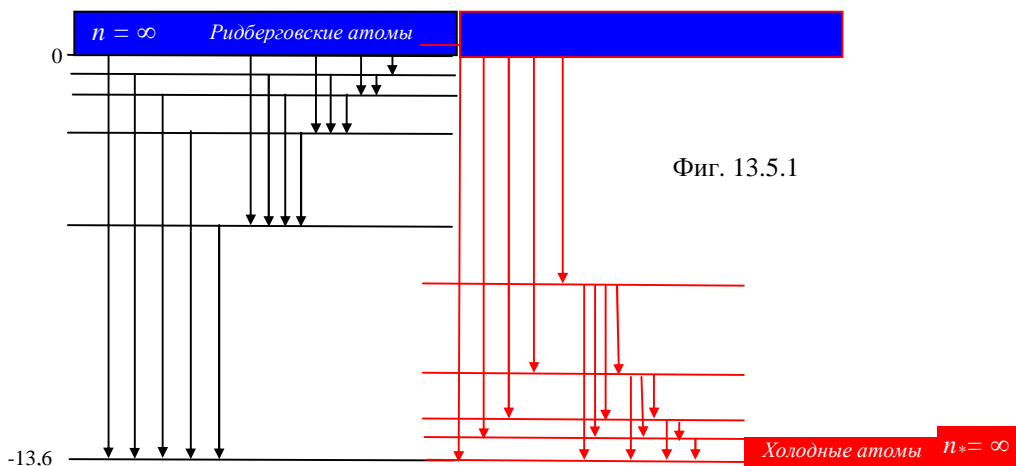 n = ∞ Ридберговские атомы
0
Фиг. 13.5.1
-13,6
Холодные атомы n* = ∞